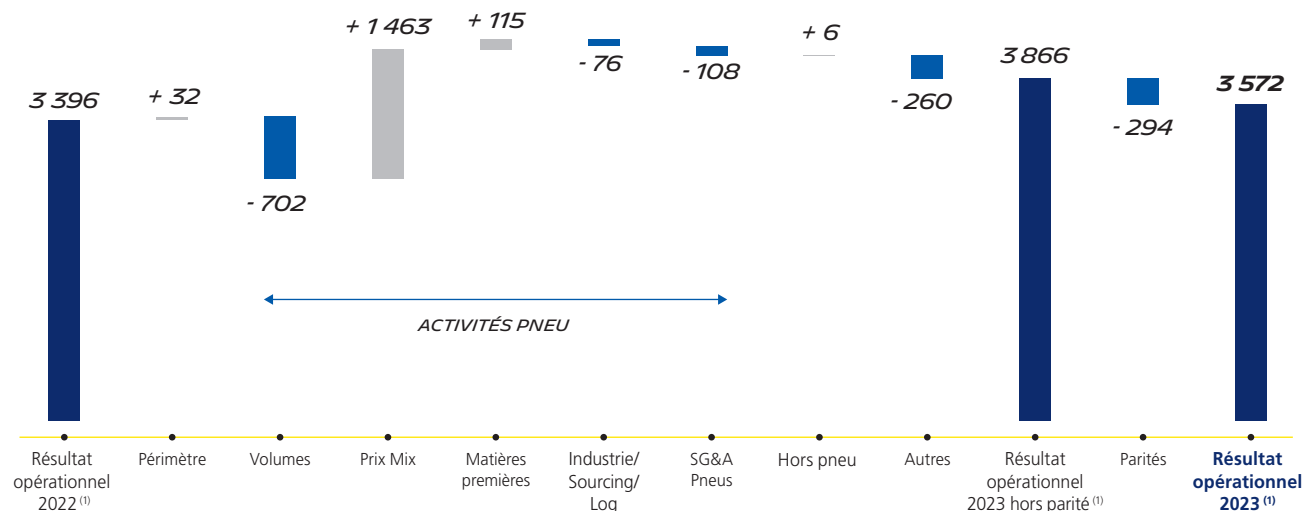 3 396
+ 32
- 702
+ 1 463
+ 115
- 76
- 108
+ 6
- 260
3 866
- 294
3 572
ACTIVITÉS PNEU
Résultat
opérationnel
2022 (1)
Périmètre
Volumes
Prix Mix
Matières
premières
Industrie/
Sourcing/
Log
SG&A
Pneus
Hors pneu
Autres
Résultat
opérationnel
2023 hors parité (1)
Parités
Résultat
opérationnel
2023 (1)